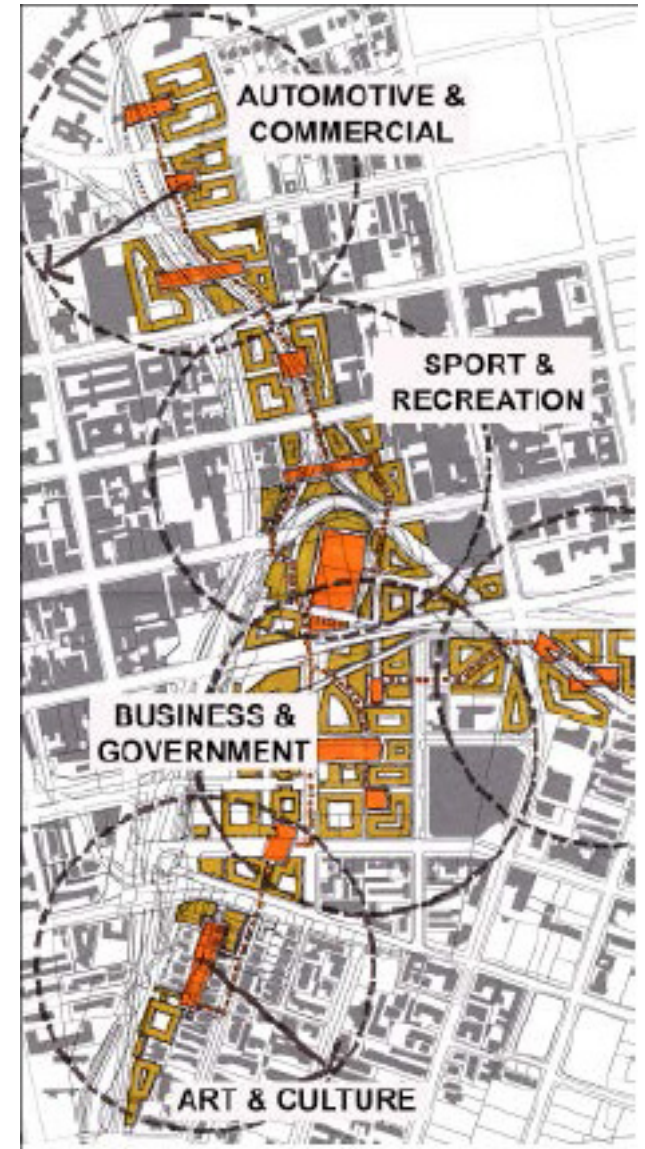 AUTOMOTIVE &
COMMERCIAL
SPORT &
RECREATION
BUSINESS &
GOVERNMENT
ART & CULTURE